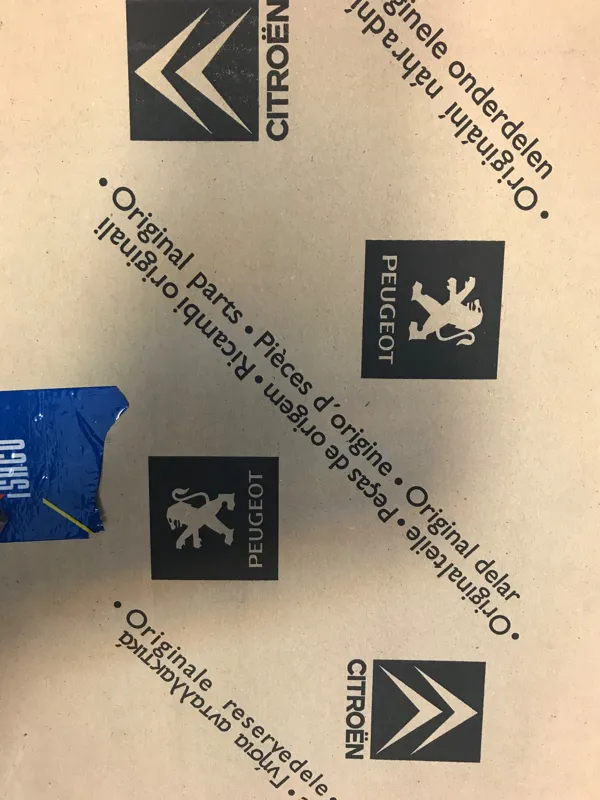 CITROËN
ginele onderdelen
• Originální náhradní
PEUGEOT
• Original parts • Pièces d'origine • Original delar
• Originalteile • Peças de origem • Ricambi originali
PEUGEOT
• Originale reservedele •
• Γνήσια ανταλλακτικά
CITROËN